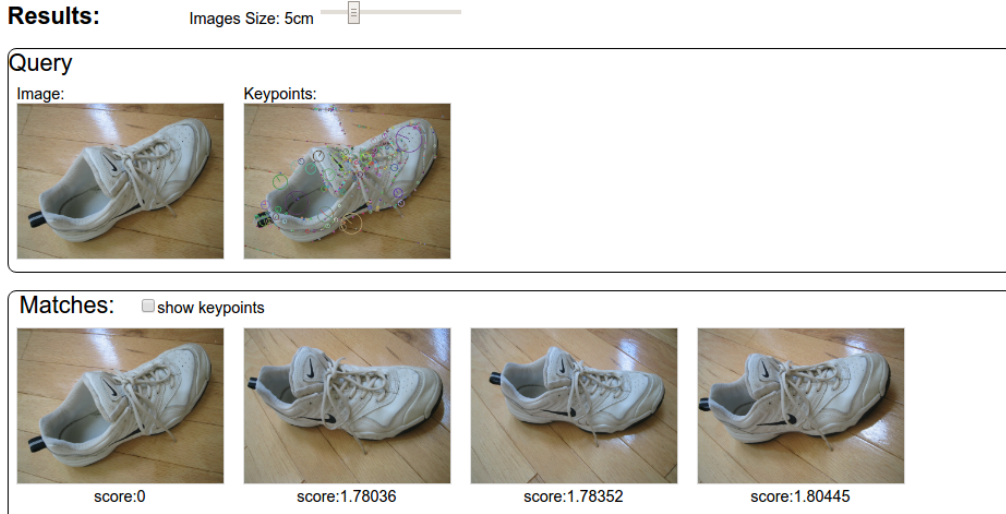 Results: Images Size: 5cm
Query
Image: Keypoints:
Matches: show keypoints
score:0 score:1.78036 score:1.78352 score:1.80445